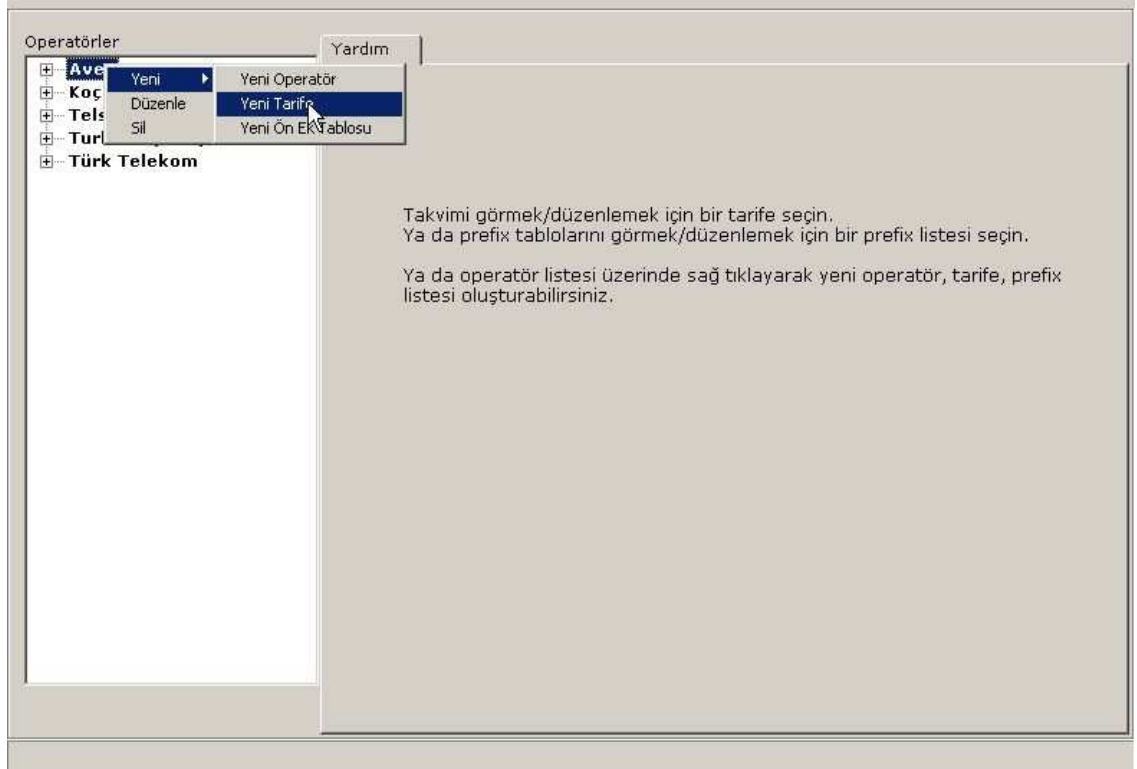 Operatörler
Yardım
Koç
Türk Telekom
Yeni
Düzenle
Sil
Yeni Operatör
Yeni Tarife
Yeni Ön Ek Tablosu
Takvimi görmek/düzenlemek için bir tarife seçin.
Ya da prefix tablolarını görmek/düzenlemek için bir prefix listesi seçin.
Ya da operatör listesi üzerinde sağ tıklayarak yeni operatör, tarife, prefix
listesi oluşturabilirsiniz.